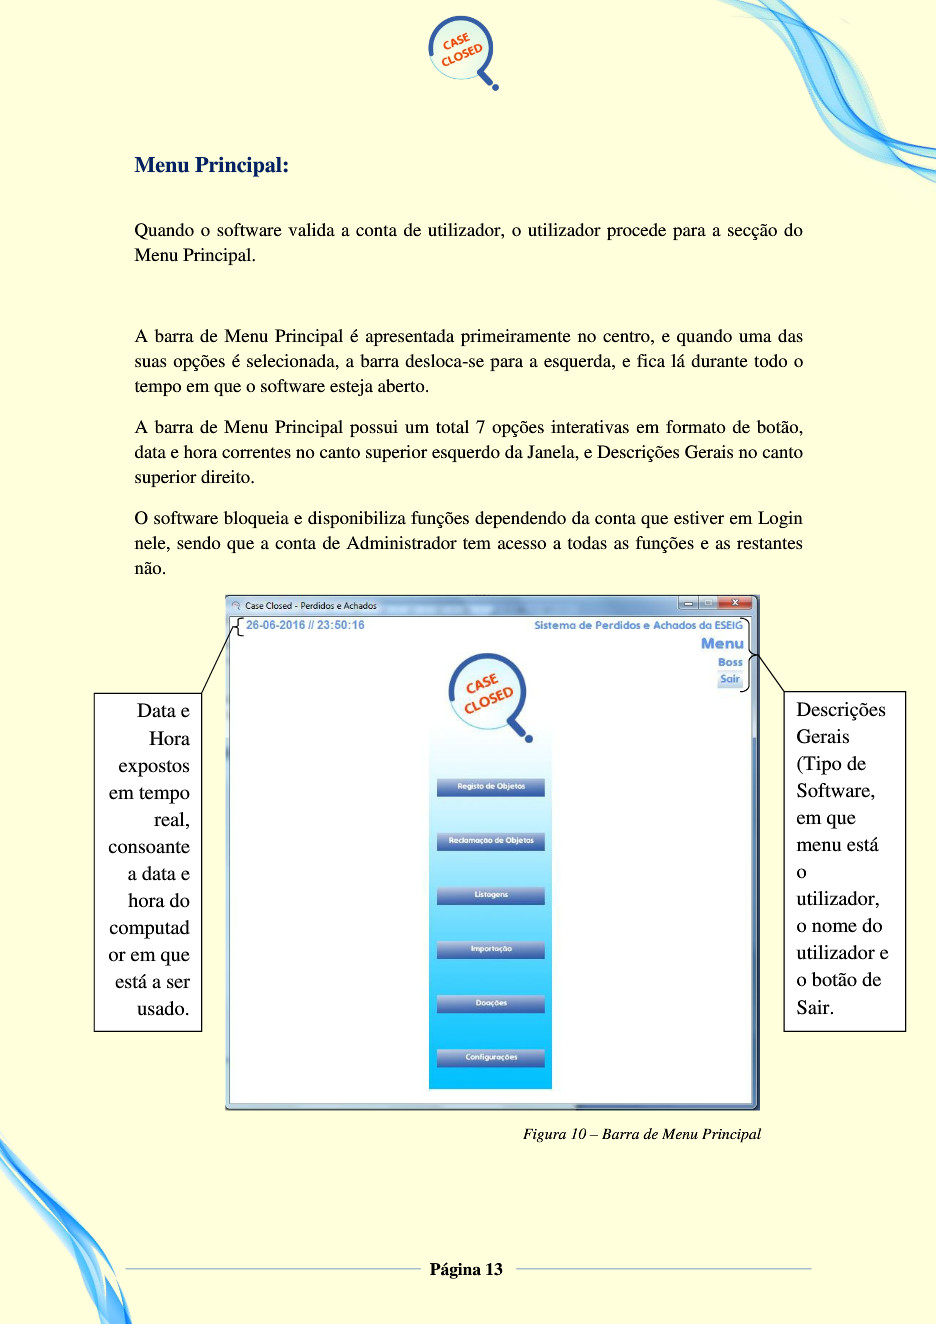 CASE
CLOSED
Menu Principal:
Quando o software valida a conta de utilizador, o utilizador procede para a secção do
Menu Principal.
A barra de Menu Principal é apresentada primeiramente no centro, e quando uma das
suas opções é selecionada, a barra desloca-se para a esquerda, e fica lá durante todo o
tempo em que o software esteja aberto.
A barra de Menu Principal possui um total 7 opções interativas em formato de botão,
data e hora correntes no canto superior esquerdo da Janela, e Descrições Gerais no canto
superior direito.
O software bloqueia e disponibiliza funções dependendo da conta que estiver em Login
nele, sendo que a conta de Administrador tem acesso a todas as funções e as restantes
não.
Case Closed - Perdidos e Achados
26-06-2016 // 23:50:16
Sistema de Perdidos e Achados da ESEIG
Menu
Boss
Sair
CASE
CLOSED
Registo de Objetos
Reclamação de Objetos
Listagens
Importação
Doações
Configurações
Data e
Hora
expostos
em tempo
real,
consoante
a data e
hora do
computad
or em que
está a ser
usado.
Descrições
Gerais
(Tipo de
Software,
em que
menu está
o
utilizador,
o nome do
utilizador e
o botão de
Sair.
Figura 10 – Barra de Menu Principal
Página 13